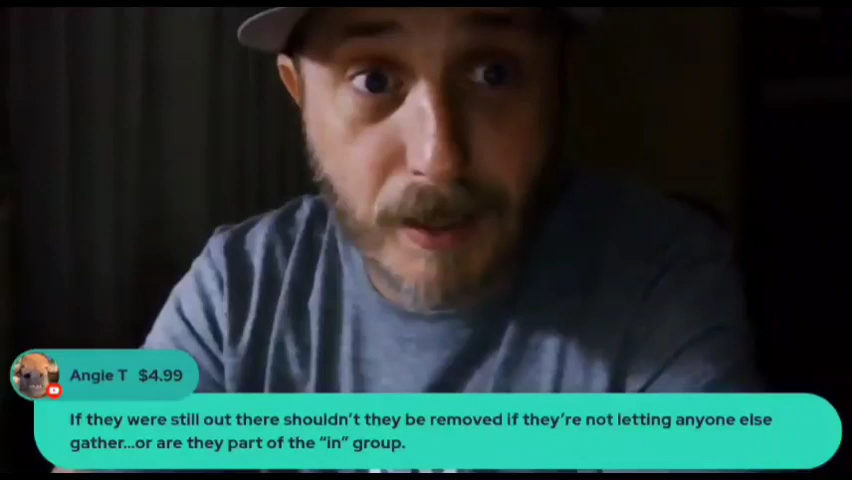 Angie T $4.99
If they were still out there shouldn't they be removed if they're not letting anyone else
gather...or are they part of the "in" group.